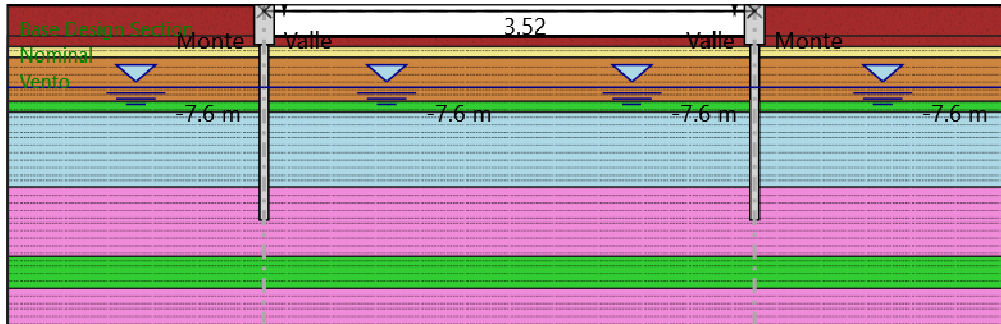 Base Design Section
3.52
Monte Valle Valle Monte
Nominal
Vento
-7.6 m -7.6 m -7.6 m -7.6 m